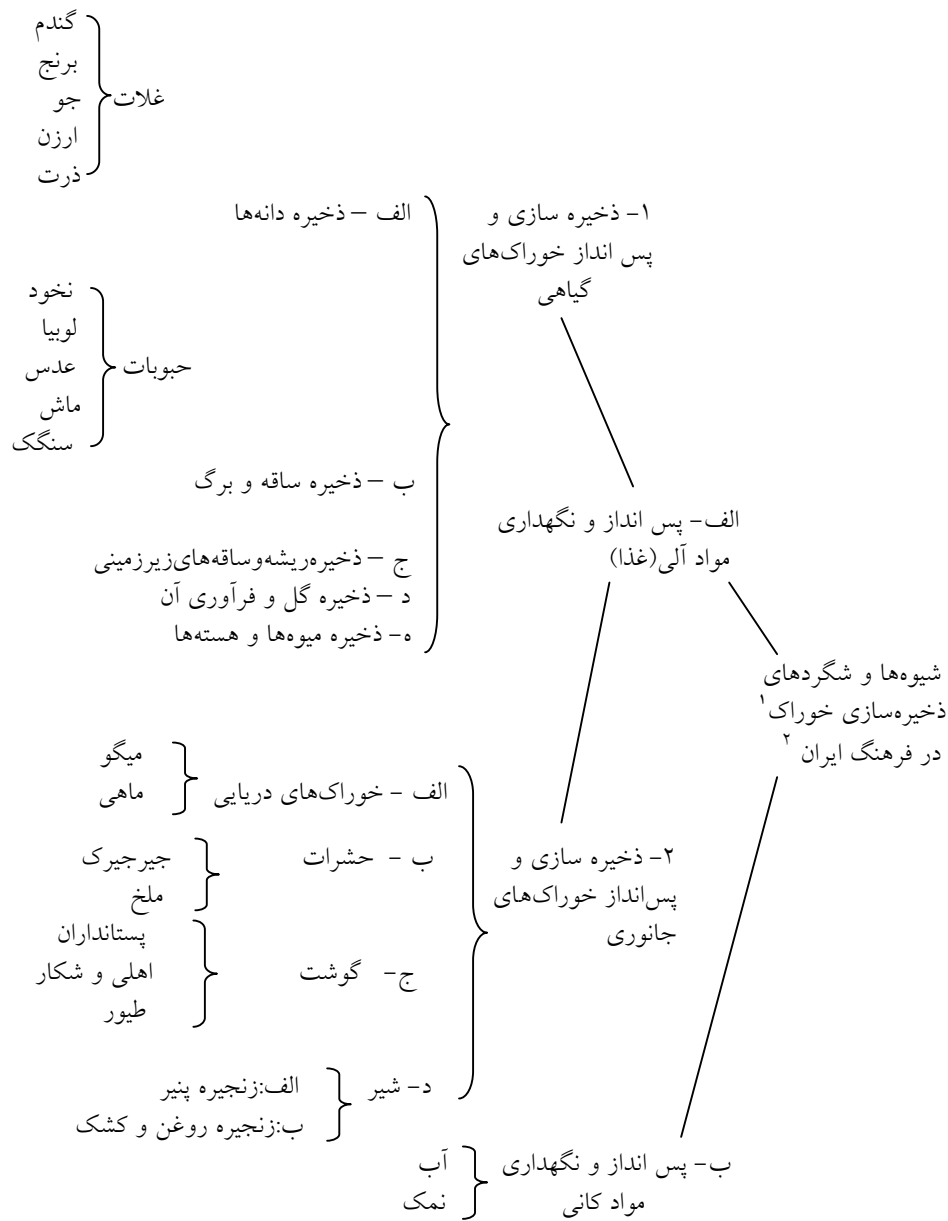 شیوه‌ها و شگردهای
ذخیره‌سازی خوراک۱
در فرهنگ ایران ۲
الف- پس انداز و نگهداری
مواد آلی(غذا)
۱- ذخیره سازی و
پس انداز خوراک‌های
گیاهی
الف – ذخیره دانه‌ها
غلات
گندم
برنج
جو
ارزن
ذرت
حبوبات
نخود
لوبیا
عدس
ماش
سنگک
ب – ذخیره ساقه و برگ
ج – ذخیره‌ریشه‌وساقه‌های‌زیرزمینی
د – ذخیره گل و فرآوری آن
ه- ذخیره میوه‌ها و هسته‌ها
۲- ذخیره سازی و
پس‌انداز خوراک‌های
جانوری
الف - خوراک‌های دریایی
میگو
ماهی
ب - حشرات
جیرجیرک
ملخ
ج- گوشت
پستانداران
اهلی و شکار
طیور
د- شیر
الف:زنجیره پنیر
ب:زنجیره روغن و کشک
ب- پس انداز و نگهداری
مواد کانی
آب
نمک